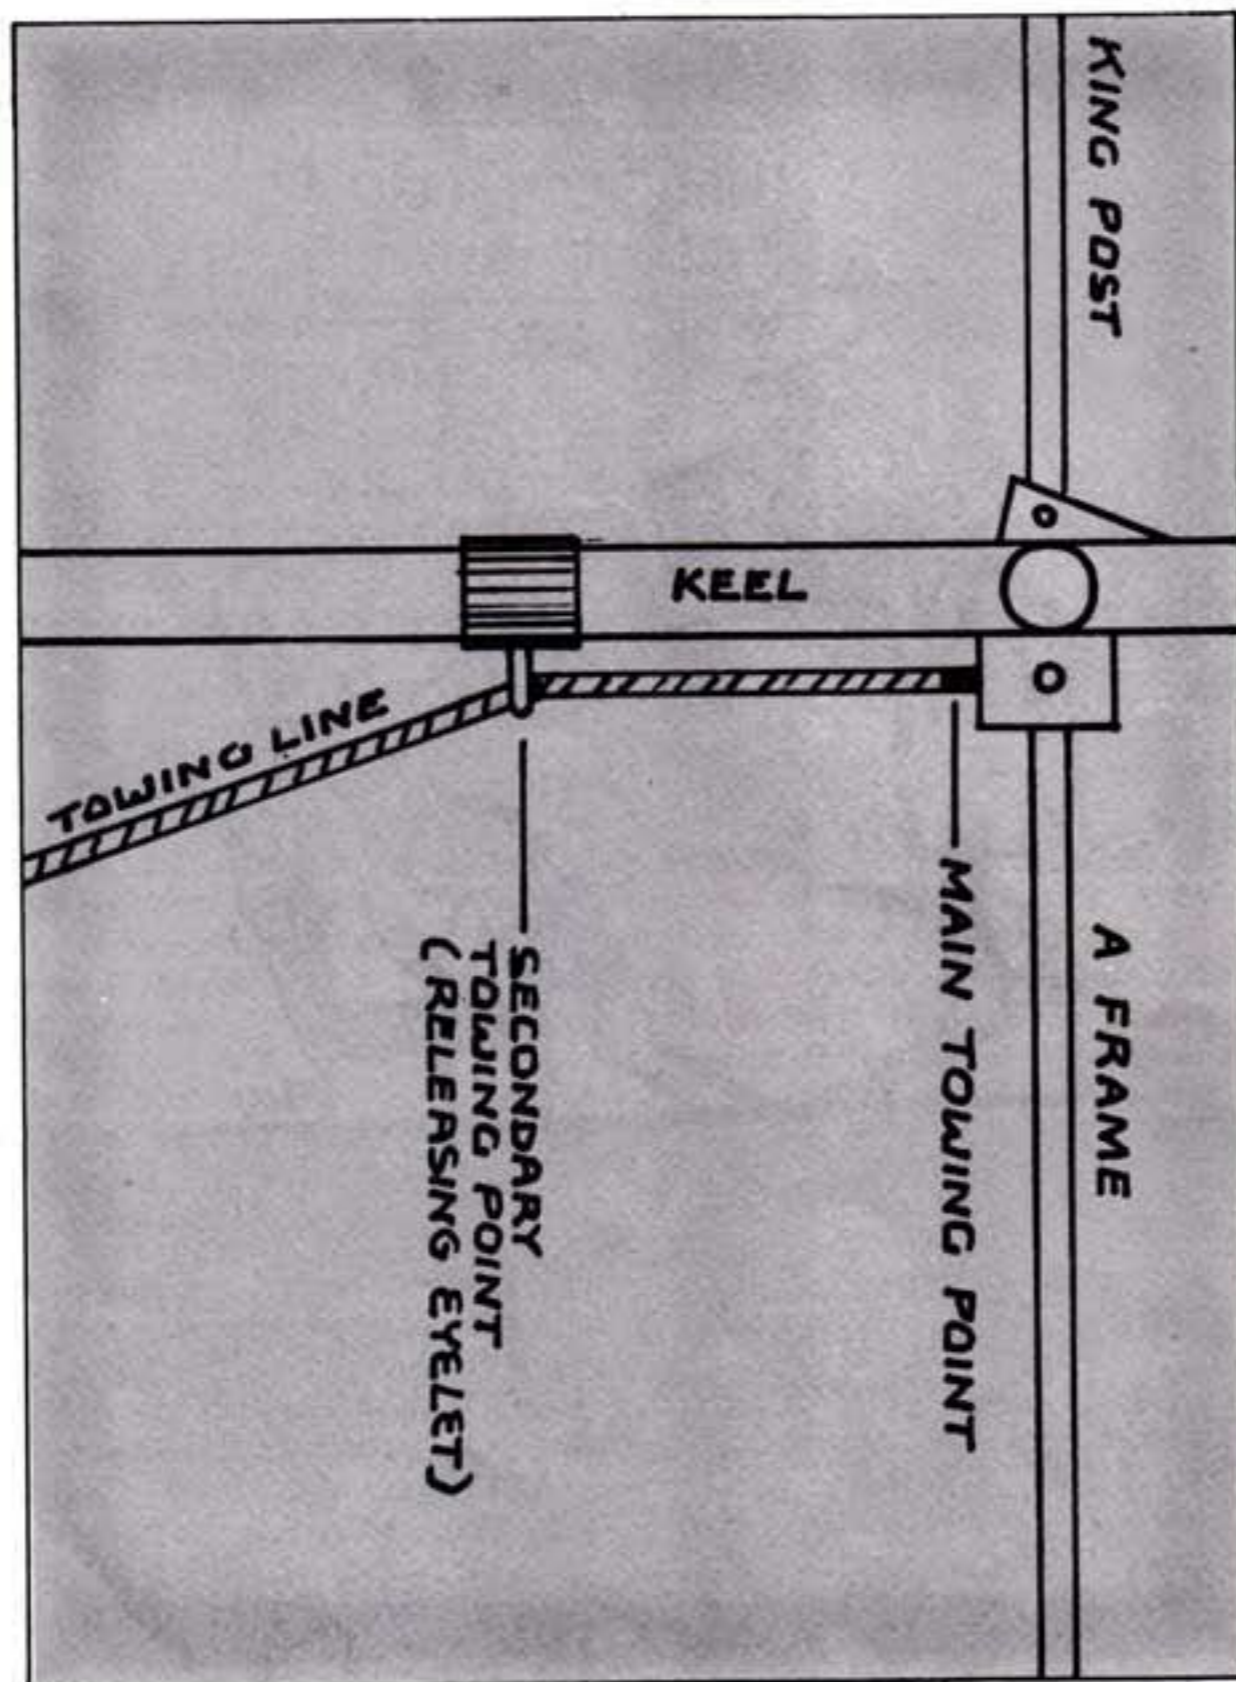 KING POST
KEEL
TOWING LINE
SECONDARY
TOWING POINT
(RELEASING EYELET)
MAIN TOWING POINT
A FRAME